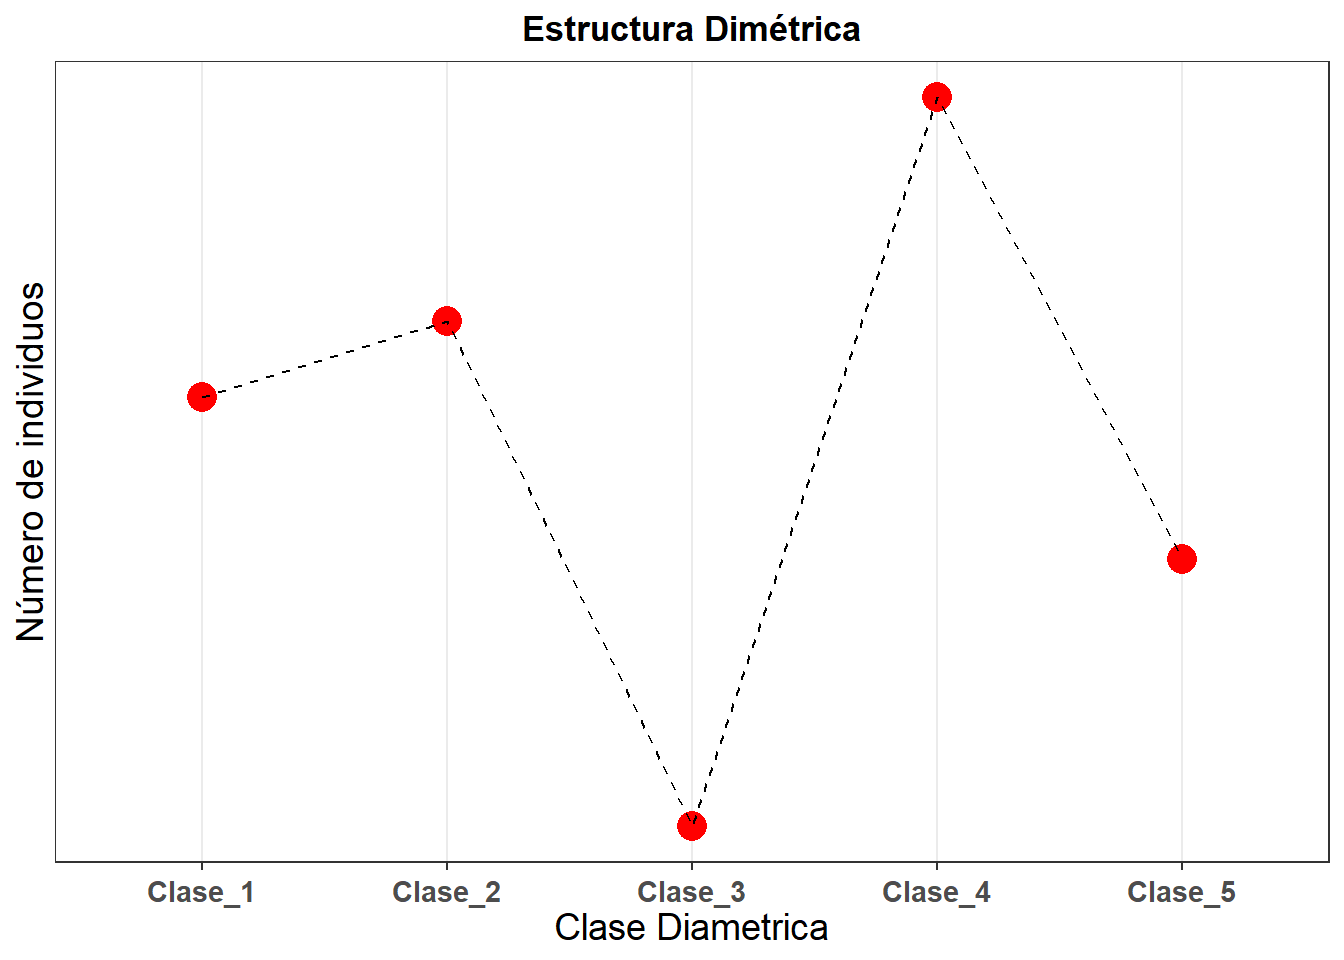 Estructura Dimétrica
Número de individuos
Clase_1 Clase_2 Clase_3 Clase_4 Clase_5
Clase Diametrica